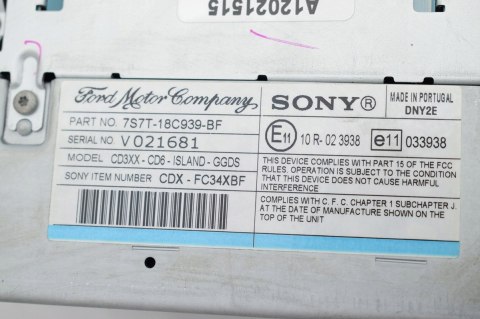 A12021515
Ford Motor Company
SONY®
MADE IN PORTUGAL
DNY2E
PART NO. 7S7T-18C939-BF
SERIAL NO. V021681
MODEL CD3XX - CD6 - ISLAND - GGDS
SONY ITEM NUMBER CDX - FC34XBF
E11 10 R- 02 3938 e11 033938
THIS DEVICE COMPLIES WITH PART 15 OF THE FCC
RULES. OPERATION IS SUBJECT TO THE CONDITION
THAT THIS DEVICE DOES NOT CAUSE HARMFUL
INTERFERENCE
COMPLIES WITH C. F. C. CHAPTER 1 SUBCHAPTER J.
AT THE DATE OF MANUFACTURE SHOWN ON THE
TOP OF THE UNIT